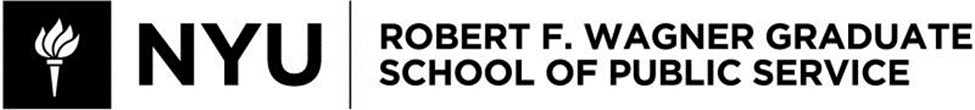 NYU
ROBERT F. WAGNER GRADUATE
SCHOOL OF PUBLIC SERVICE